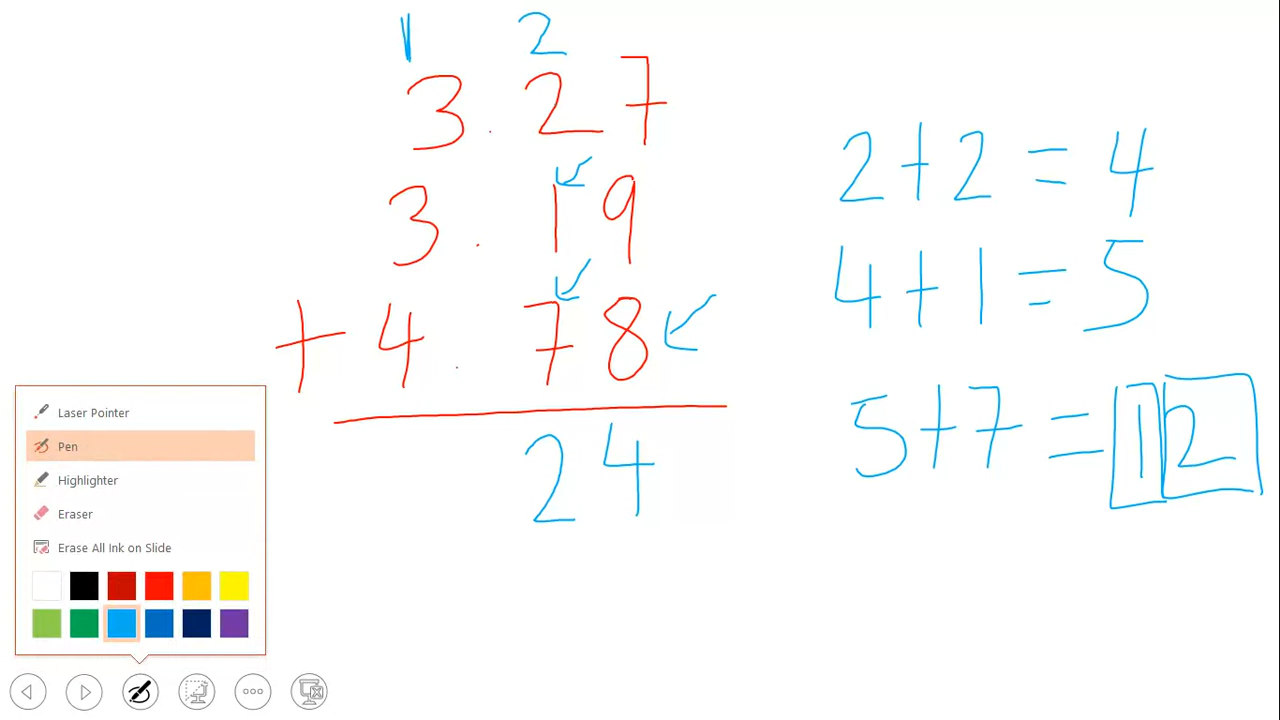 1 2
3.27
3.19
+ 4.78
24
2+2=4
4+1=5
5+7=12
Laser Pointer
Pen
Highlighter
Eraser
Erase All Ink on Slide